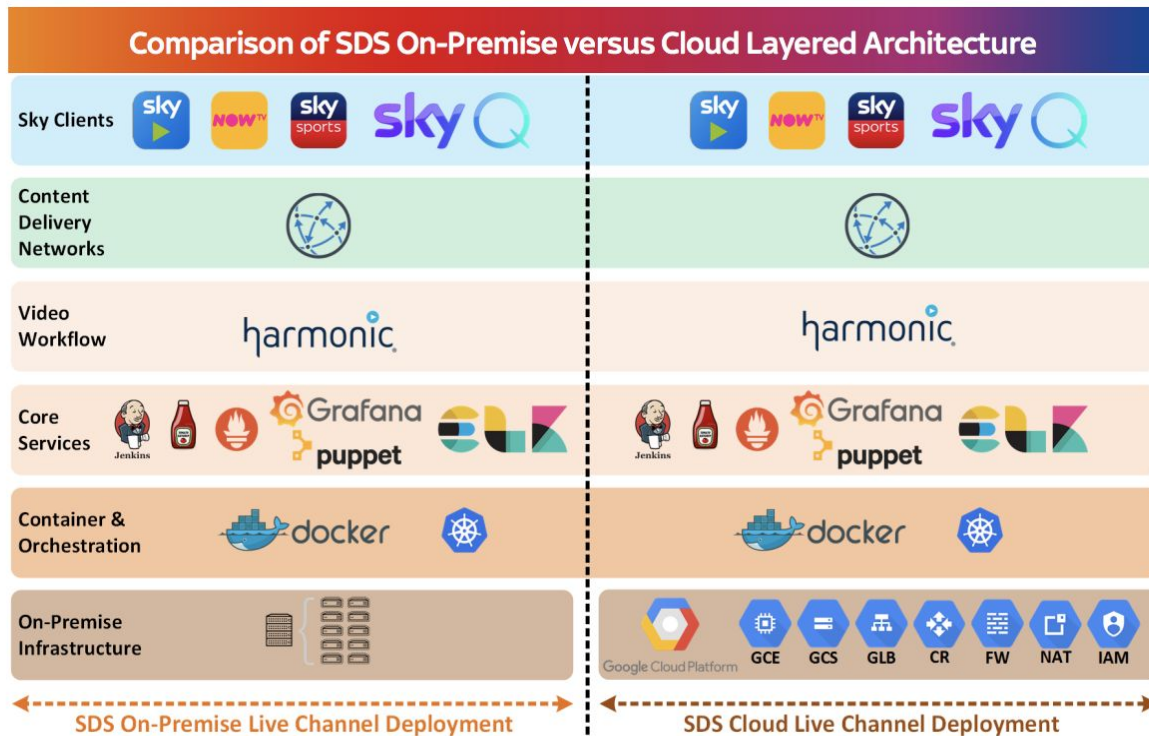 Comparison of SDS On-Premise versus Cloud Layered Architecture
Sky Clients
sky
NOW TV
sky
sports
sky Q
sky
NOW TV
sky
sports
sky Q
Content
Delivery
Networks
Video
Workflow
harmonic
harmonic
Core
Services
Jenkins
Grafana
puppet
ELK
Jenkins
Grafana
puppet
ELK
Container &
Orchestration
docker
docker
On-Premise
Infrastructure
Google Cloud Platform
GCE
GCS
GLB
CR
FW
NAT
IAM
SDS On-Premise Live Channel Deployment
SDS Cloud Live Channel Deployment